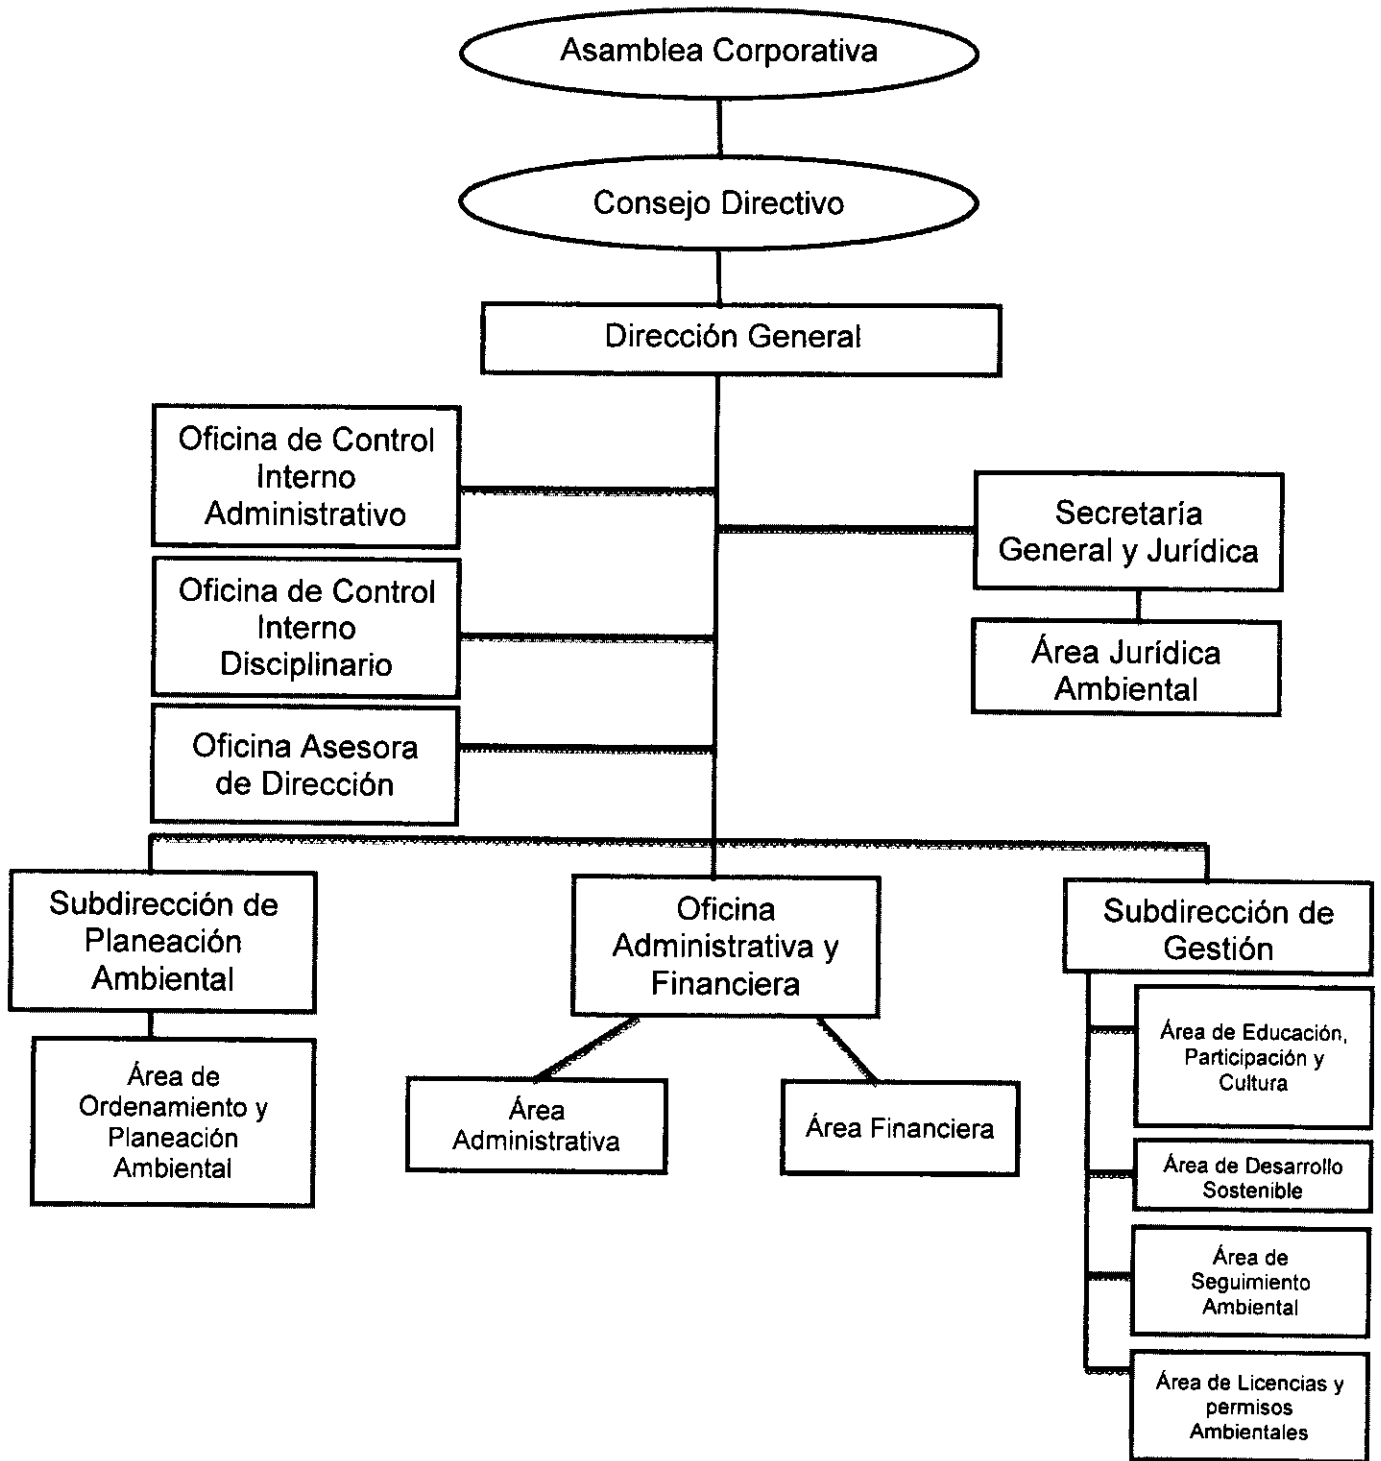 Asamblea Corporativa
Consejo Directivo
Dirección General
Oficina de Control
Interno
Administrativo
Secretaría
General y Jurídica
Oficina de Control
Interno
Disciplinario
Área Jurídica
Ambiental
Oficina Asesora
de Dirección
Subdirección de
Planeación
Ambiental
Oficina
Administrativa y
Financiera
Subdirección de
Gestión
Área de
Ordenamiento y
Planeación
Ambiental
Área
Administrativa
Área Financiera
Área de Educación,
Participación y
Cultura
Área de Desarrollo
Sostenible
Área de
Seguimiento
Ambiental
Área de Licencias y
permisos
Ambientales